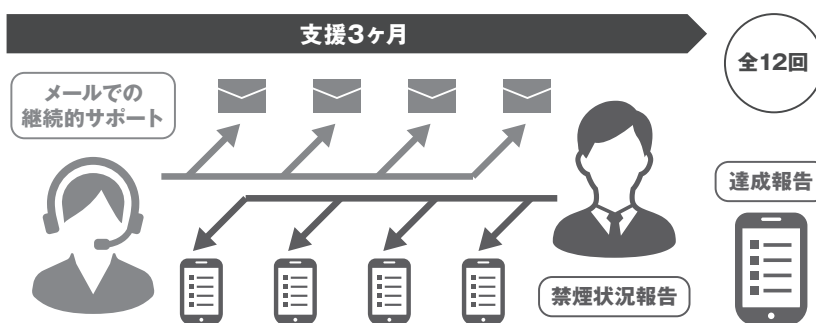 支援3ヶ月
全12回
メールでの
継続的サポート
達成報告
禁煙状況報告